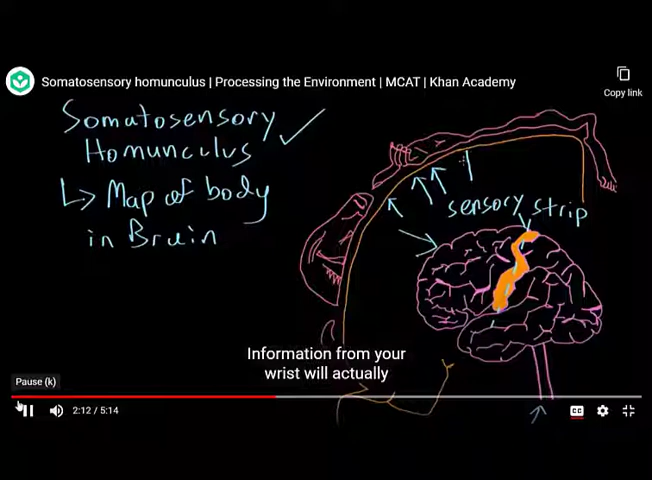 Somatosensory homunculus | Processing the Environment | MCAT | Khan Academy
Copy link
Somatosensory
Homunculus
Map of body
in Brain
sensory strip
Information from your
wrist will actually
Pause (k)
2:12 / 5:14
CC